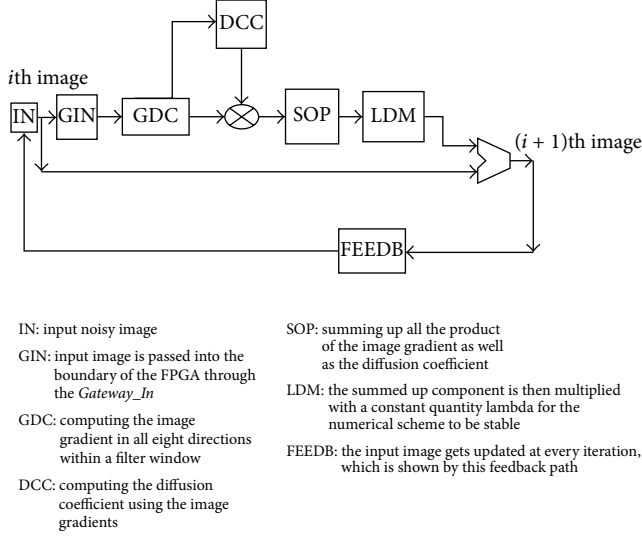 DCC
ith image
IN
GIN
GDC
SOP
LDM
(i + 1)th image
FEEDB
IN: input noisy image
GIN: input image is passed into the
boundary of the FPGA through
the Gateway_In
GDC: computing the image
gradient in all eight directions
within a filter window
DCC: computing the diffusion
coefficient using the image
gradients
SOP: summing up all the product
of the image gradient as well
as the diffusion coefficient
LDM: the summed up component is then multiplied
with a constant quantity lambda for the
numerical scheme to be stable
FEEDB: the input image gets updated at every iteration,
which is shown by this feedback path